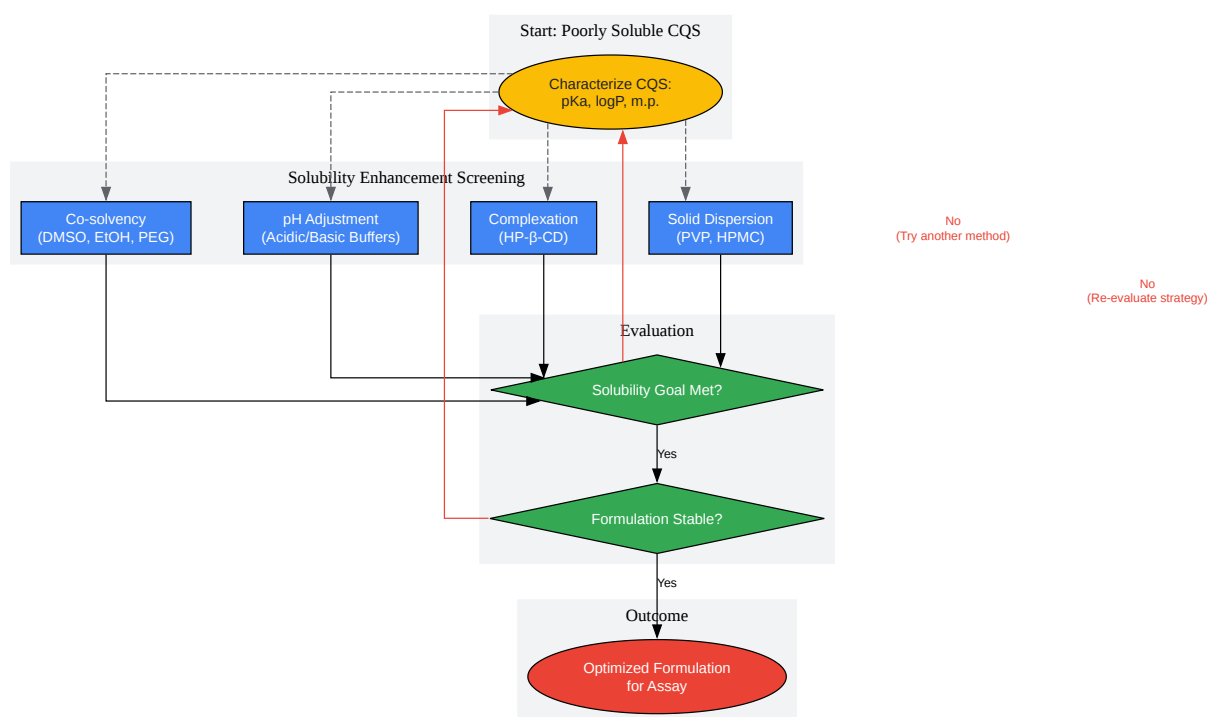 Start: Poorly Soluble CQS
Characterize CQS:
pKa, logP, m.p.
Solubility Enhancement Screening
Co-solvency
(DMSO, EtOH, PEG)
pH Adjustment
(Acidic/Basic Buffers)
Complexation
(HP-β-CD)
Solid Dispersion
(PVP, HPMC)
No
(Try another method)
No
(Re-evaluate strategy)
Evaluation
Solubility Goal Met?
Yes
Formulation Stable?
Yes
Outcome
Optimized Formulation
for Assay